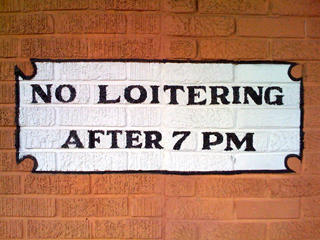 NO LOITERING
AFTER 7 PM